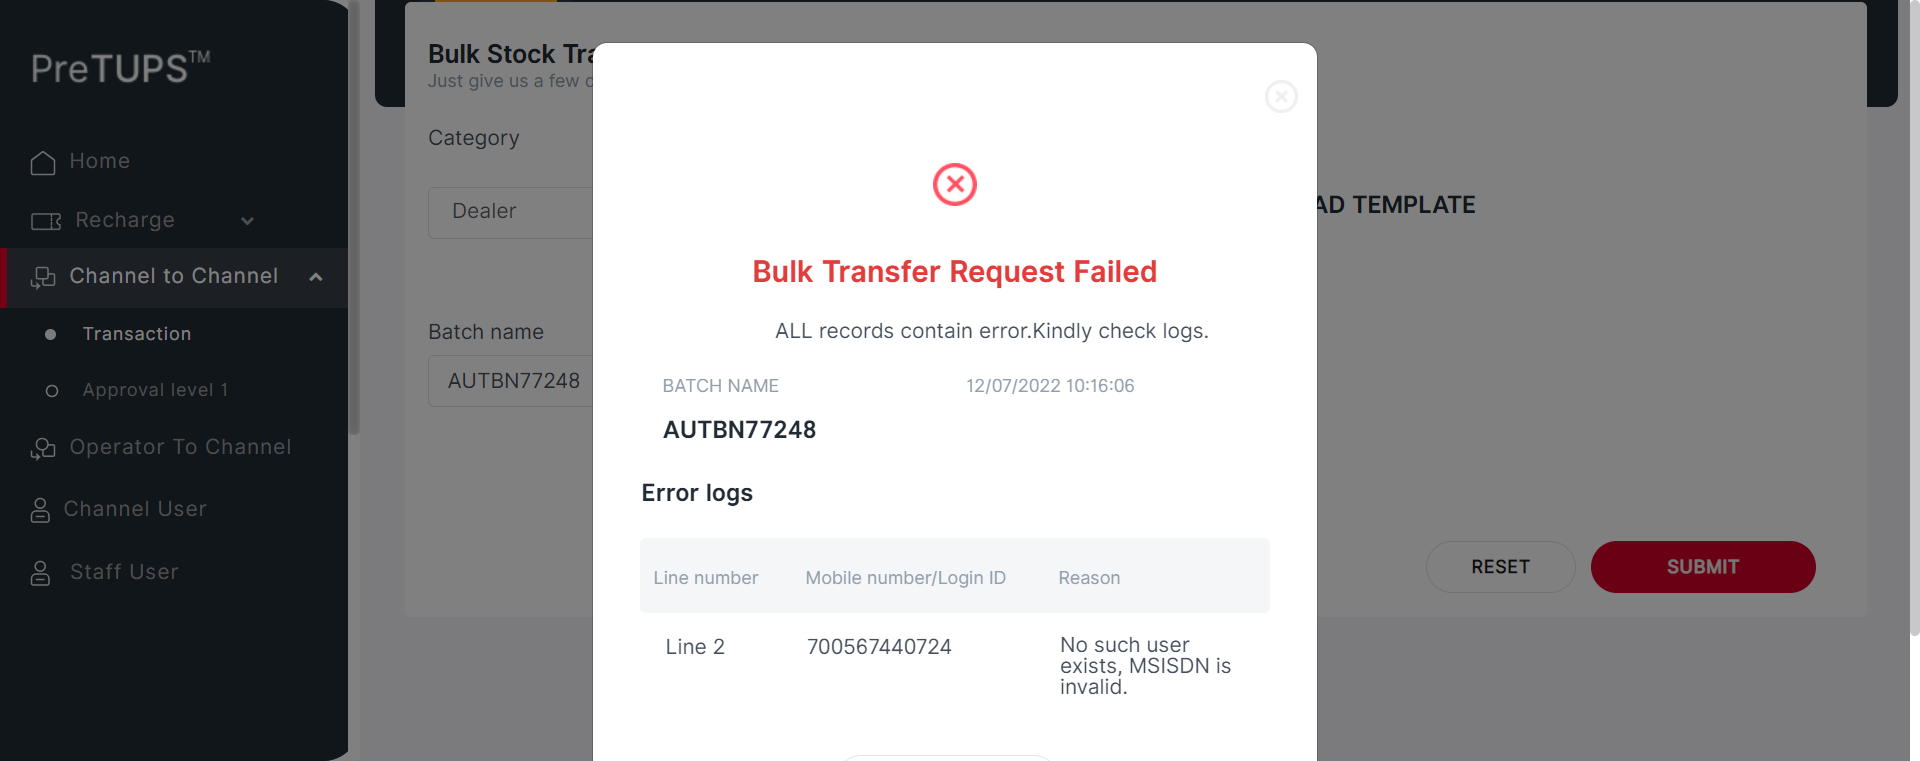 PreTUPS™
Home
Recharge
Channel to Channel
Transaction
Approval level 1
Operator To Channel
Channel User
Staff User
Bulk Stock
Just give us a few
Category
Dealer
AD TEMPLATE
Batch name
AUTBN77248
RESET
SUBMIT
Bulk Transfer Request Failed
ALL records contain error.Kindly check logs.
BATCH NAME 12/07/2022 10:16:06
AUTBN77248
Error logs
Line number Mobile number/Login ID Reason
Line 2 700567440724 No such user
exists, MSISDN is
invalid.